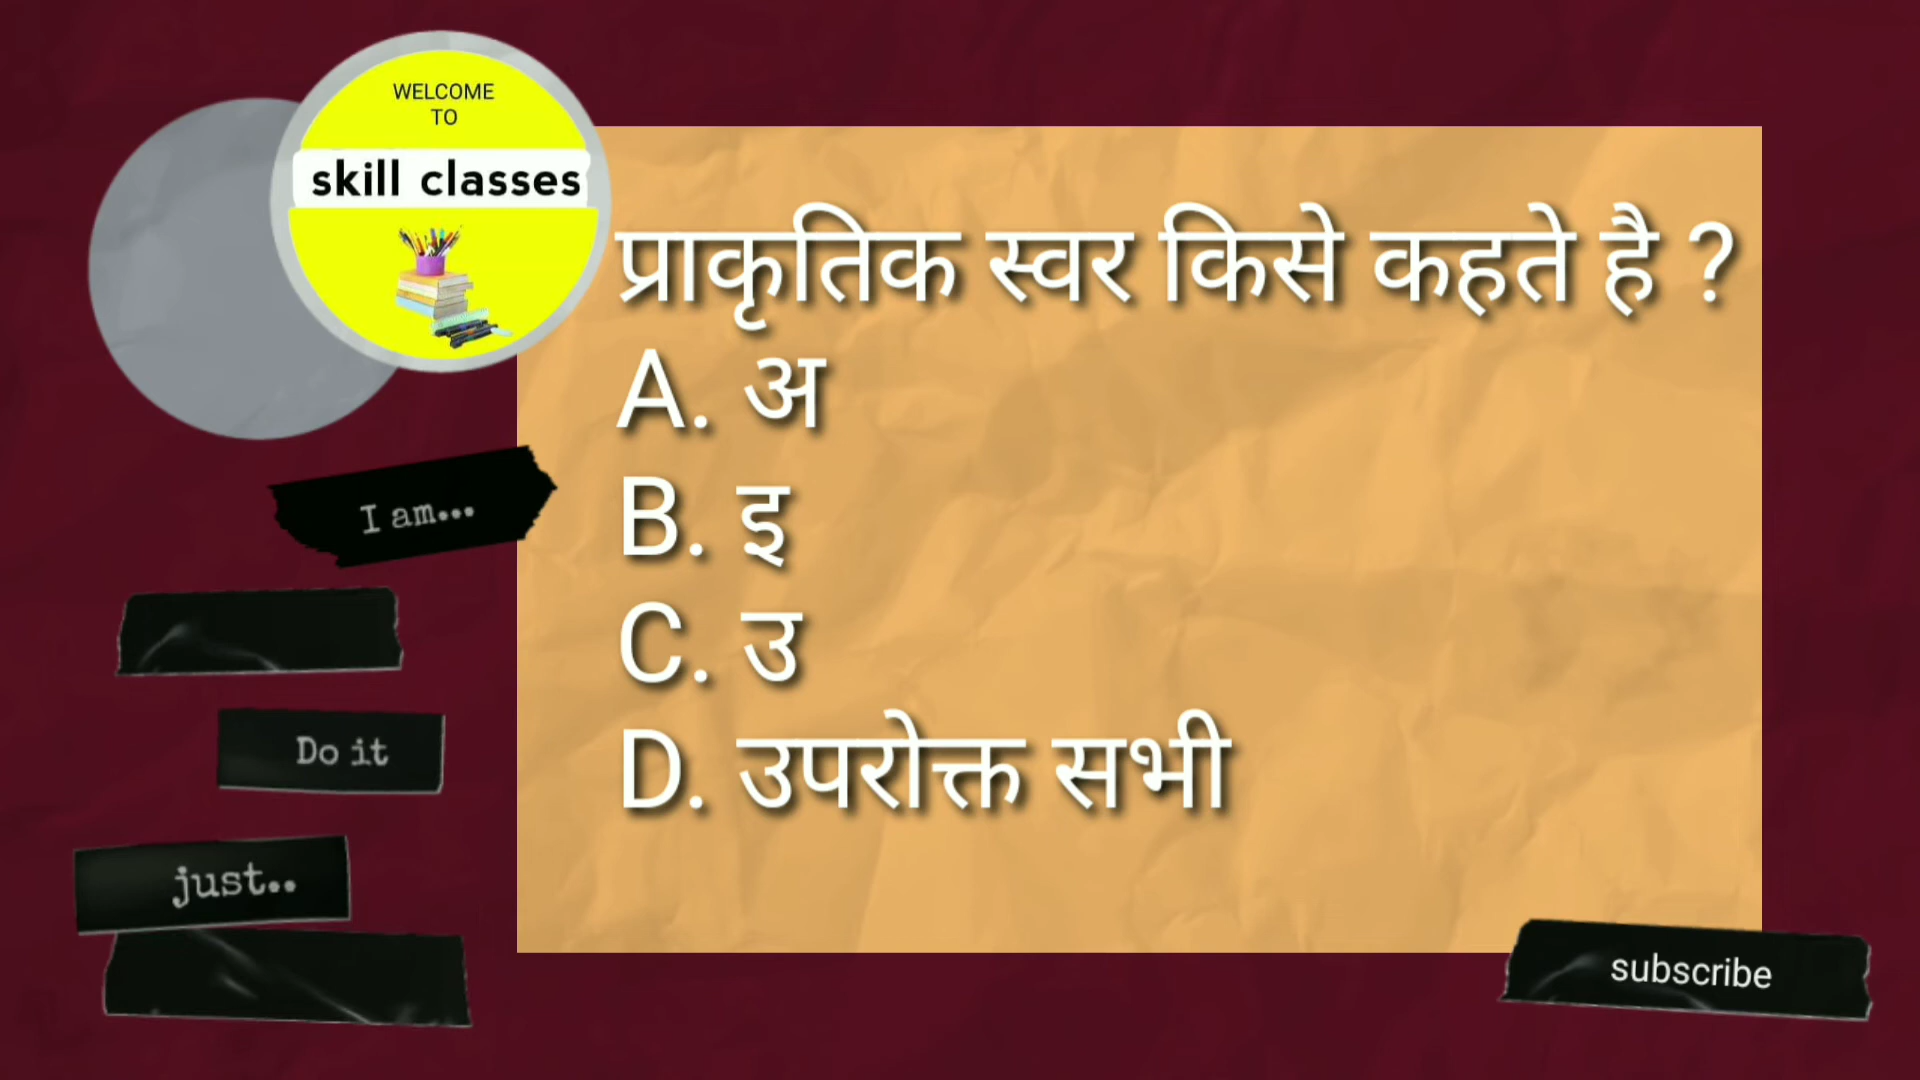 WELCOME
TO
skill classes
प्राकृतिक स्वर किसे कहते है ?
A. अ
B. इ
C. उ
D. उपरोक्त सभी
I am...
Do it
just..
subscribe